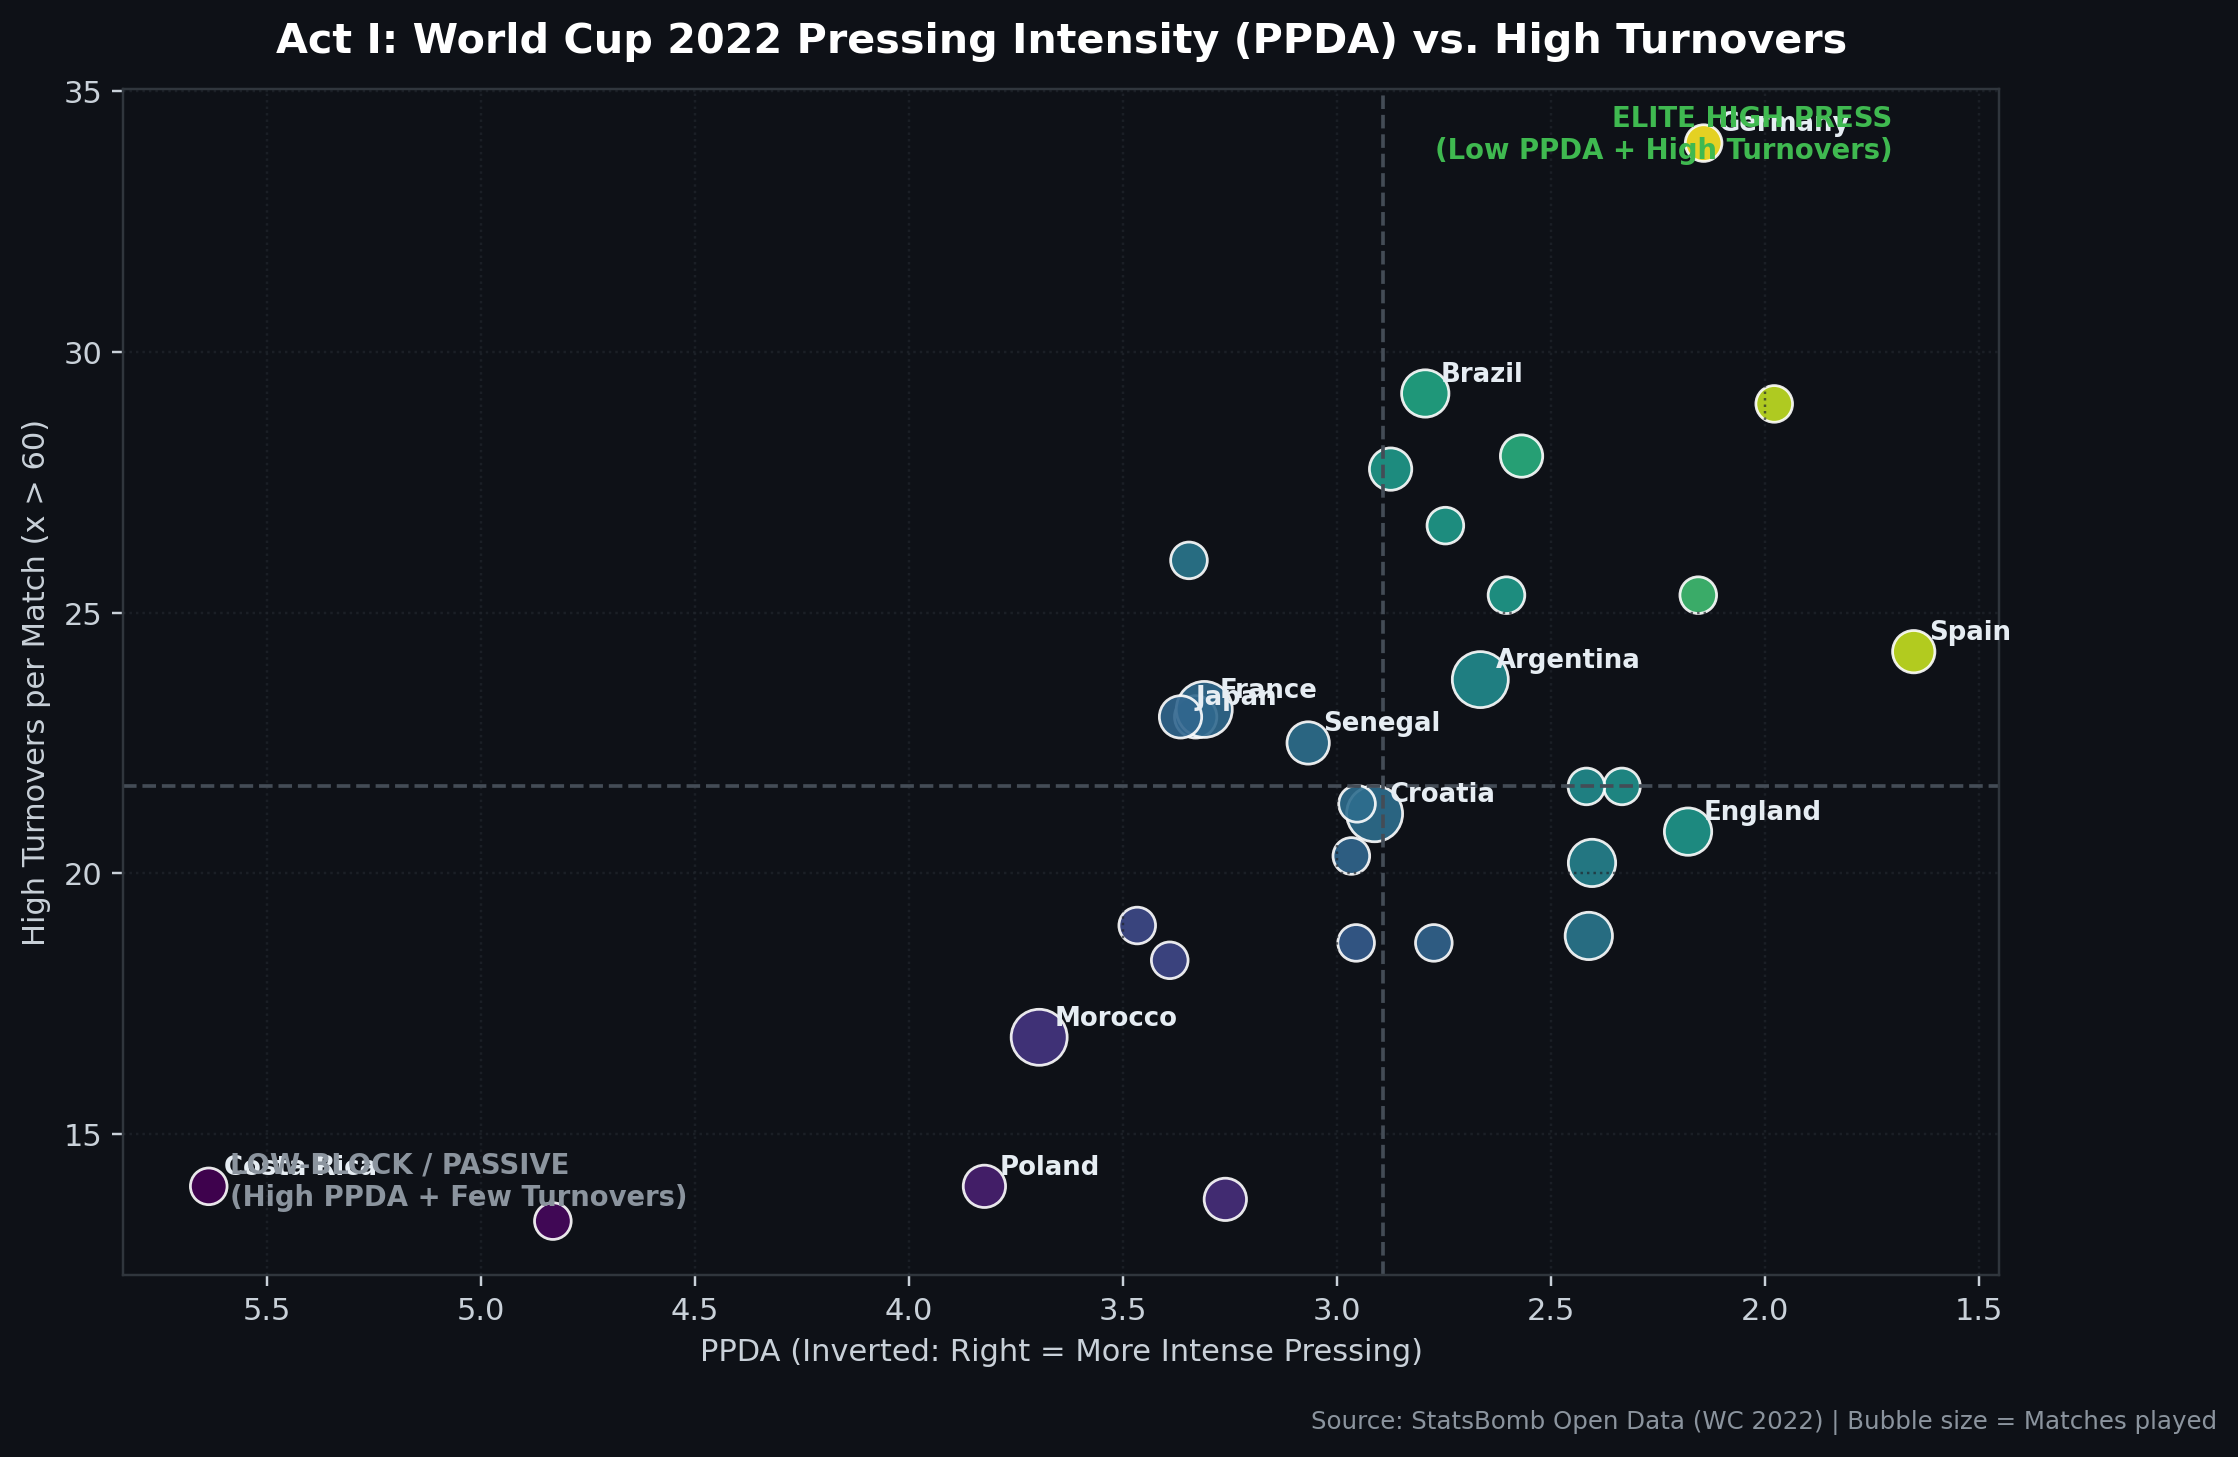 Act I: World Cup 2022 Pressing Intensity (PPDA) vs. High Turnovers
35
30
25
20
15
High Turnovers per Match (x > 60)
ELITE HIGH PRESS
(Low PPDA + High Turnovers)
Germany
Brazil
Spain
Argentina
France
Japan
Senegal
Croatia
England
Morocco
Costa Rica
LOW-BLOCK / PASSIVE
(High PPDA + Few Turnovers)
Poland
5.5 5.0 4.5 4.0 3.5 3.0 2.5 2.0 1.5
PPDA (Inverted: Right = More Intense Pressing)
Source: StatsBomb Open Data (WC 2022) | Bubble size = Matches played